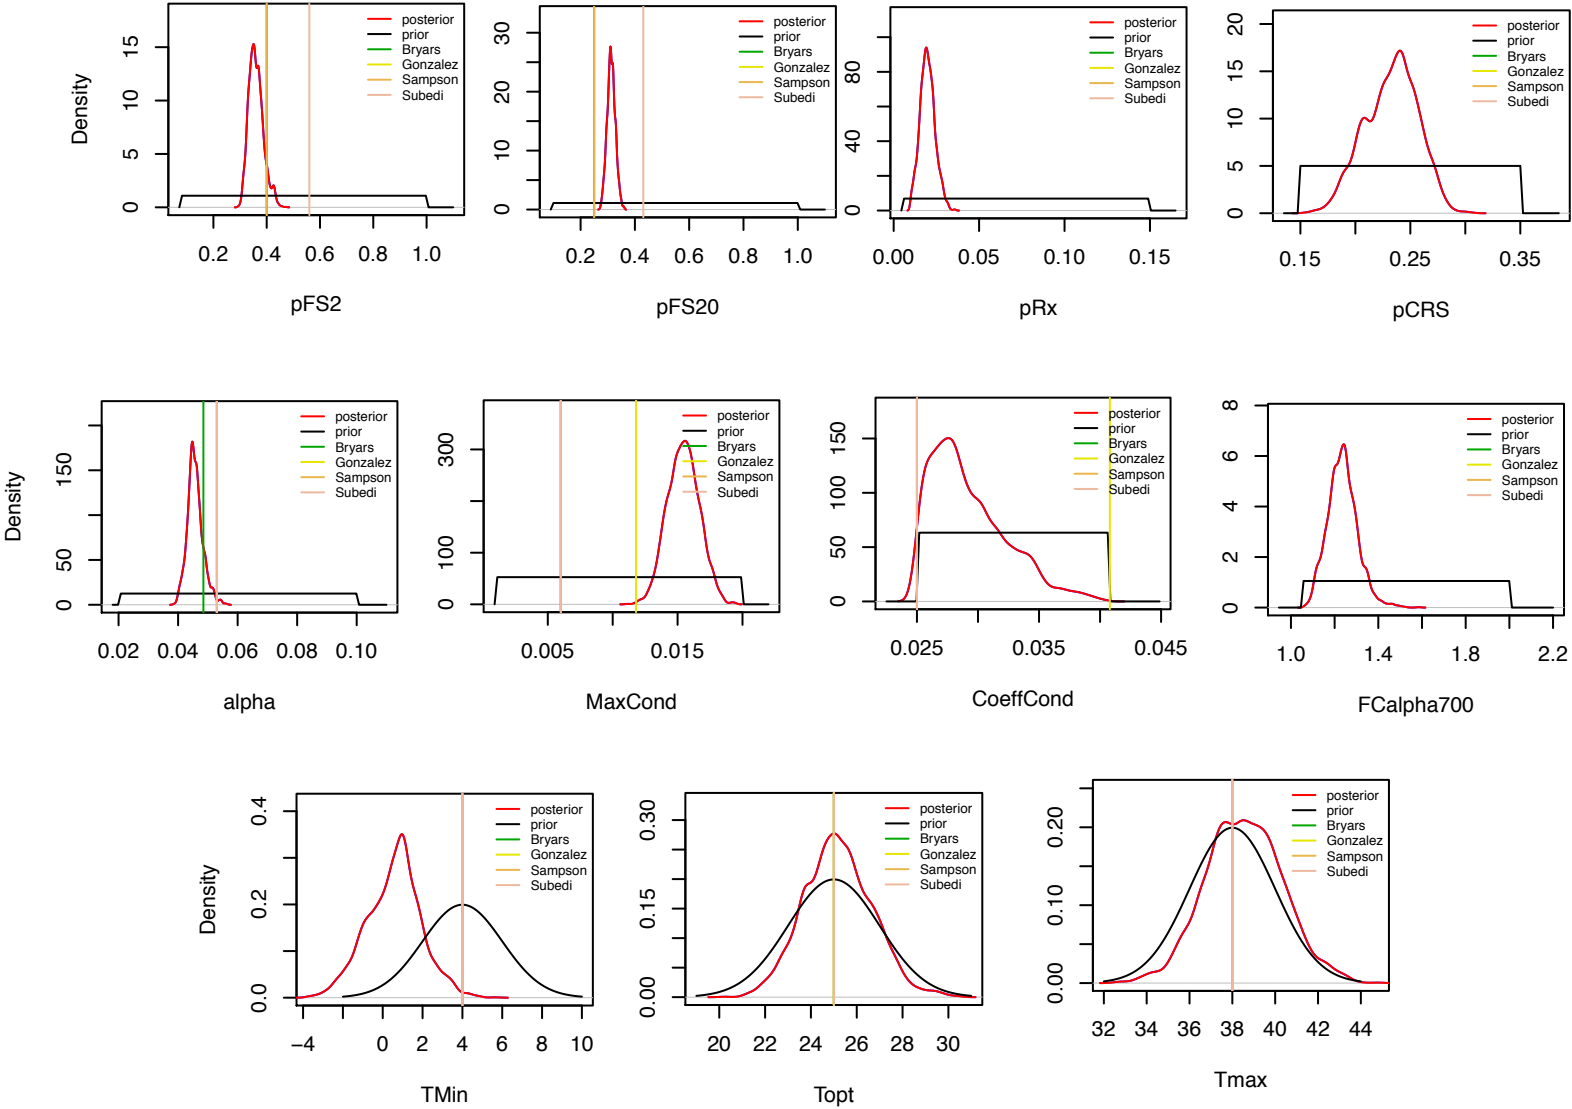 Density
0
5
10
15
0.2 0.4 0.6 0.8 1.0
pFS2
posterior
prior
Bryars
Gonzalez
Sampson
Subedi
0
10
20
30
0.2 0.4 0.6 0.8 1.0
pFS20
posterior
prior
Bryars
Gonzalez
Sampson
Subedi
0
40
80
0.00 0.05 0.10 0.15
pRx
posterior
prior
Bryars
Gonzalez
Sampson
Subedi
0
5
10
15
20
0.15 0.25 0.35
pCRS
posterior
prior
Bryars
Gonzalez
Sampson
Subedi
Density
0
50
150
0.02 0.04 0.06 0.08 0.10
alpha
posterior
prior
Bryars
Gonzalez
Sampson
Subedi
0
100
300
0.005 0.015
MaxCond
posterior
prior
Bryars
Gonzalez
Sampson
Subedi
0
50
100
150
0.025 0.035 0.045
CoeffCond
posterior
prior
Bryars
Gonzalez
Sampson
Subedi
0
2
4
6
8
1.0 1.4 1.8 2.2
FCalpha700
posterior
prior
Bryars
Gonzalez
Sampson
Subedi
Density
0.0
0.2
0.4
−4 0 2 4 6 8 10
TMin
posterior
prior
Bryars
Gonzalez
Sampson
Subedi
0.00
0.15
0.30
20 22 24 26 28 30
Topt
posterior
prior
Bryars
Gonzalez
Sampson
Subedi
0.00
0.10
0.20
32 34 36 38 40 42 44
Tmax
posterior
prior
Bryars
Gonzalez
Sampson
Subedi